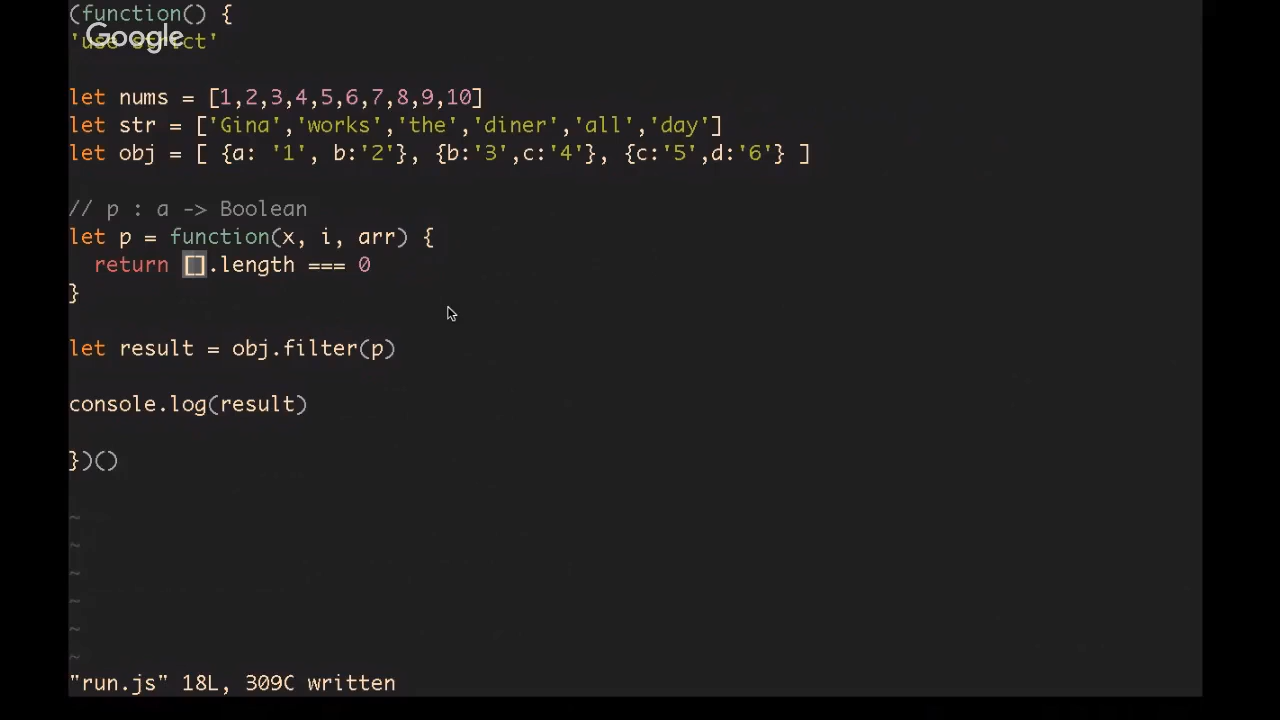 (function() {
Google
'use strict'
let nums = [1,2,3,4,5,6,7,8,9,10]
let str = ['Gina','works','the','diner','all','day']
let obj = [ {a: '1', b:'2'}, {b:'3',c:'4'}, {c:'5',d:'6'} ]
// p : a -> Boolean
let p = function(x, i, arr) {
  return [].length === 0
}
let result = obj.filter(p)
console.log(result)
})()
~
~
~
~
~
~
"run.js" 18L, 309C written